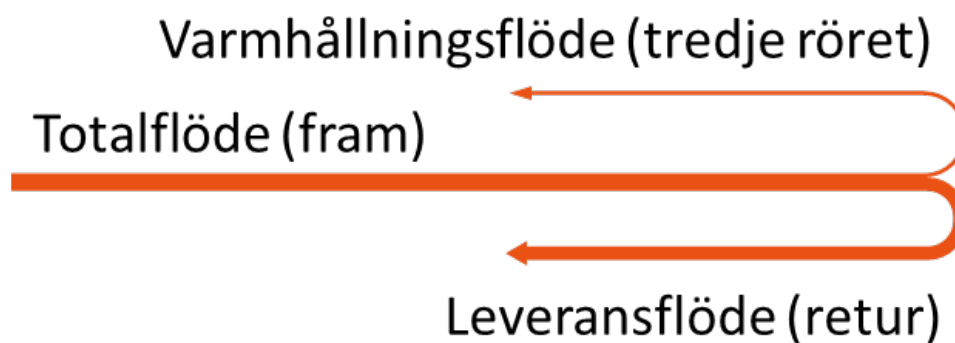 Varmhållningsflöde (tredje röret)
Totalflöde (fram)
Leveransflöde (retur)